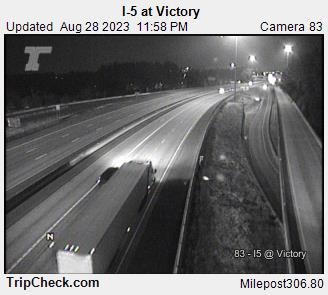 I-5 at Victory
Updated Aug 28 2023 11:58 PM Camera 83
T
N
83 - I5 @ Victory
TripCheck.com Milepost306.80